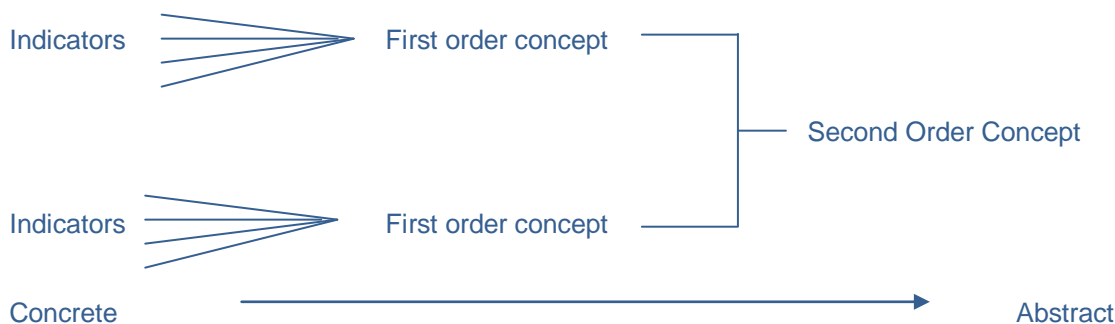 Indicators First order concept
Second Order Concept
Indicators First order concept
Concrete Abstract